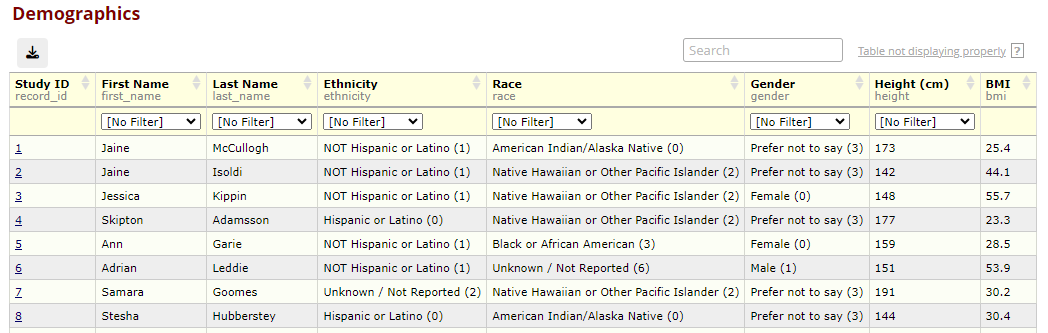 Demographics
Search
Table not displaying properly ?
Study ID First Name Last Name Ethnicity Race Gender Height (cm) BMI
record_id first_name last_name ethnicity race gender height bmi
[No Filter] [No Filter] [No Filter] [No Filter] [No Filter] [No Filter]
1 Jaine McCullogh NOT Hispanic or Latino (1) American Indian/Alaska Native (0) Prefer not to say (3) 173 25.4
2 Jaine Isoldi NOT Hispanic or Latino (1) Native Hawaiian or Other Pacific Islander (2) Prefer not to say (3) 142 44.1
3 Jessica Kippin NOT Hispanic or Latino (1) Native Hawaiian or Other Pacific Islander (2) Female (0) 148 55.7
4 Skipton Adamsson Hispanic or Latino (0) Native Hawaiian or Other Pacific Islander (2) Prefer not to say (3) 177 23.3
5 Ann Garie NOT Hispanic or Latino (1) Black or African American (3) Female (0) 159 28.5
6 Adrian Leddie NOT Hispanic or Latino (1) Unknown / Not Reported (6) Male (1) 151 53.9
7 Samara Goomes Unknown / Not Reported (2) Native Hawaiian or Other Pacific Islander (2) Prefer not to say (3) 191 30.2
8 Stesha Hubberstey Hispanic or Latino (0) American Indian/Alaska Native (0) Prefer not to say (3) 144 30.4